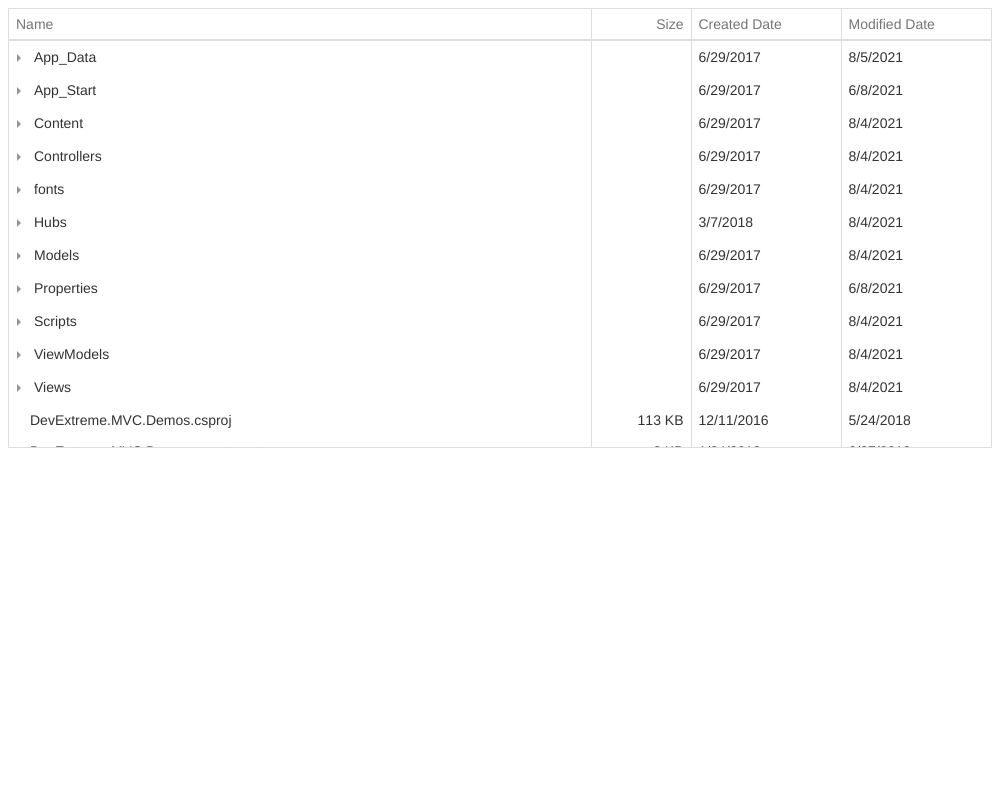 Name Size Created Date Modified Date
App_Data 6/29/2017 8/5/2021
App_Start 6/29/2017 6/8/2021
Content 6/29/2017 8/4/2021
Controllers 6/29/2017 8/4/2021
fonts 6/29/2017 8/4/2021
Hubs 3/7/2018 8/4/2021
Models 6/29/2017 8/4/2021
Properties 6/29/2017 6/8/2021
Scripts 6/29/2017 8/4/2021
ViewModels 6/29/2017 8/4/2021
Views 6/29/2017 8/4/2021
DevExtreme.MVC.Demos.csproj 113 KB 12/11/2016 5/24/2018